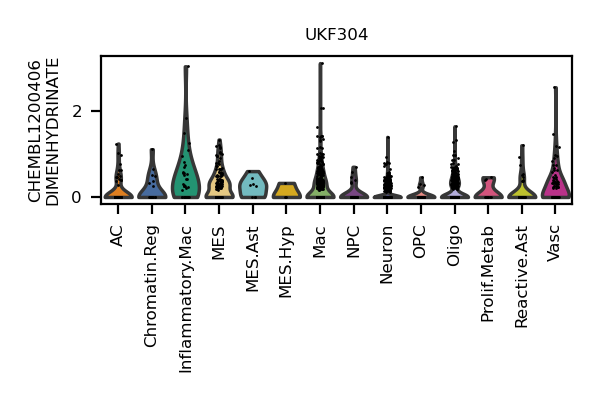 UKF304
CHEMBL1200406
DIMENHYDRINATE
2
0
AC
Chromatin.Reg
Inflammatory.Mac
MES
MES.Ast
MES.Hyp
Mac
NPC
Neuron
OPC
Oligo
Prolif.Metab
Reactive.Ast
Vasc